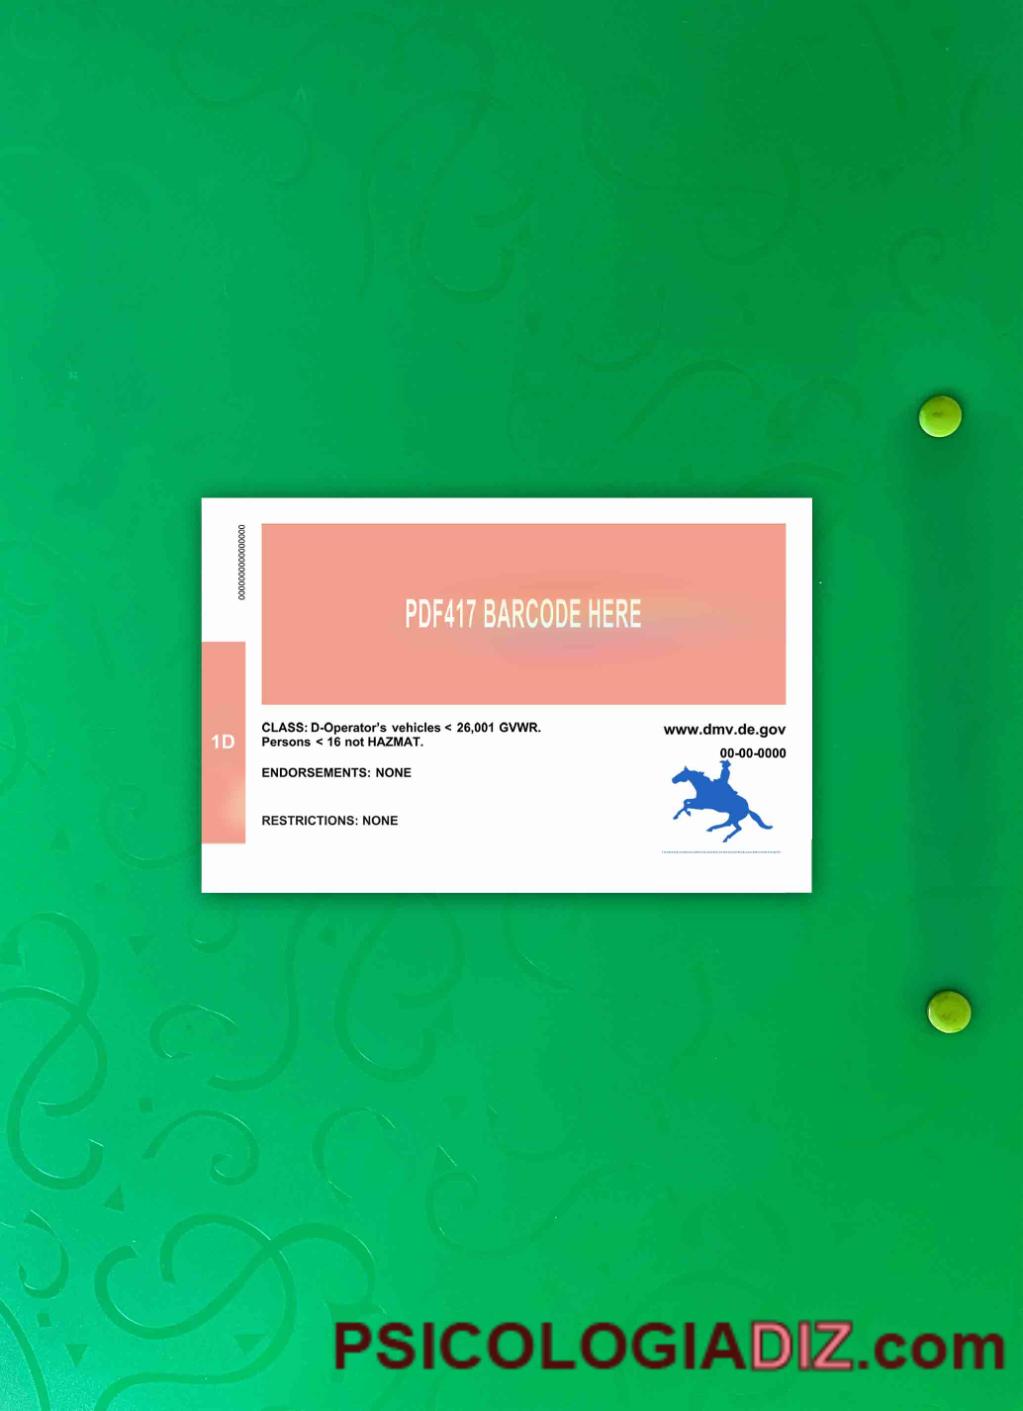 0000000000000000
PDF417 BARCODE HERE
1D
CLASS: D-Operator's vehicles < 26,001 GVWR.
Persons < 16 not HAZMAT.
ENDORSEMENTS: NONE
RESTRICTIONS: NONE
www.dmv.de.gov
00-00-0000
PSICOLOGIADIZ.com